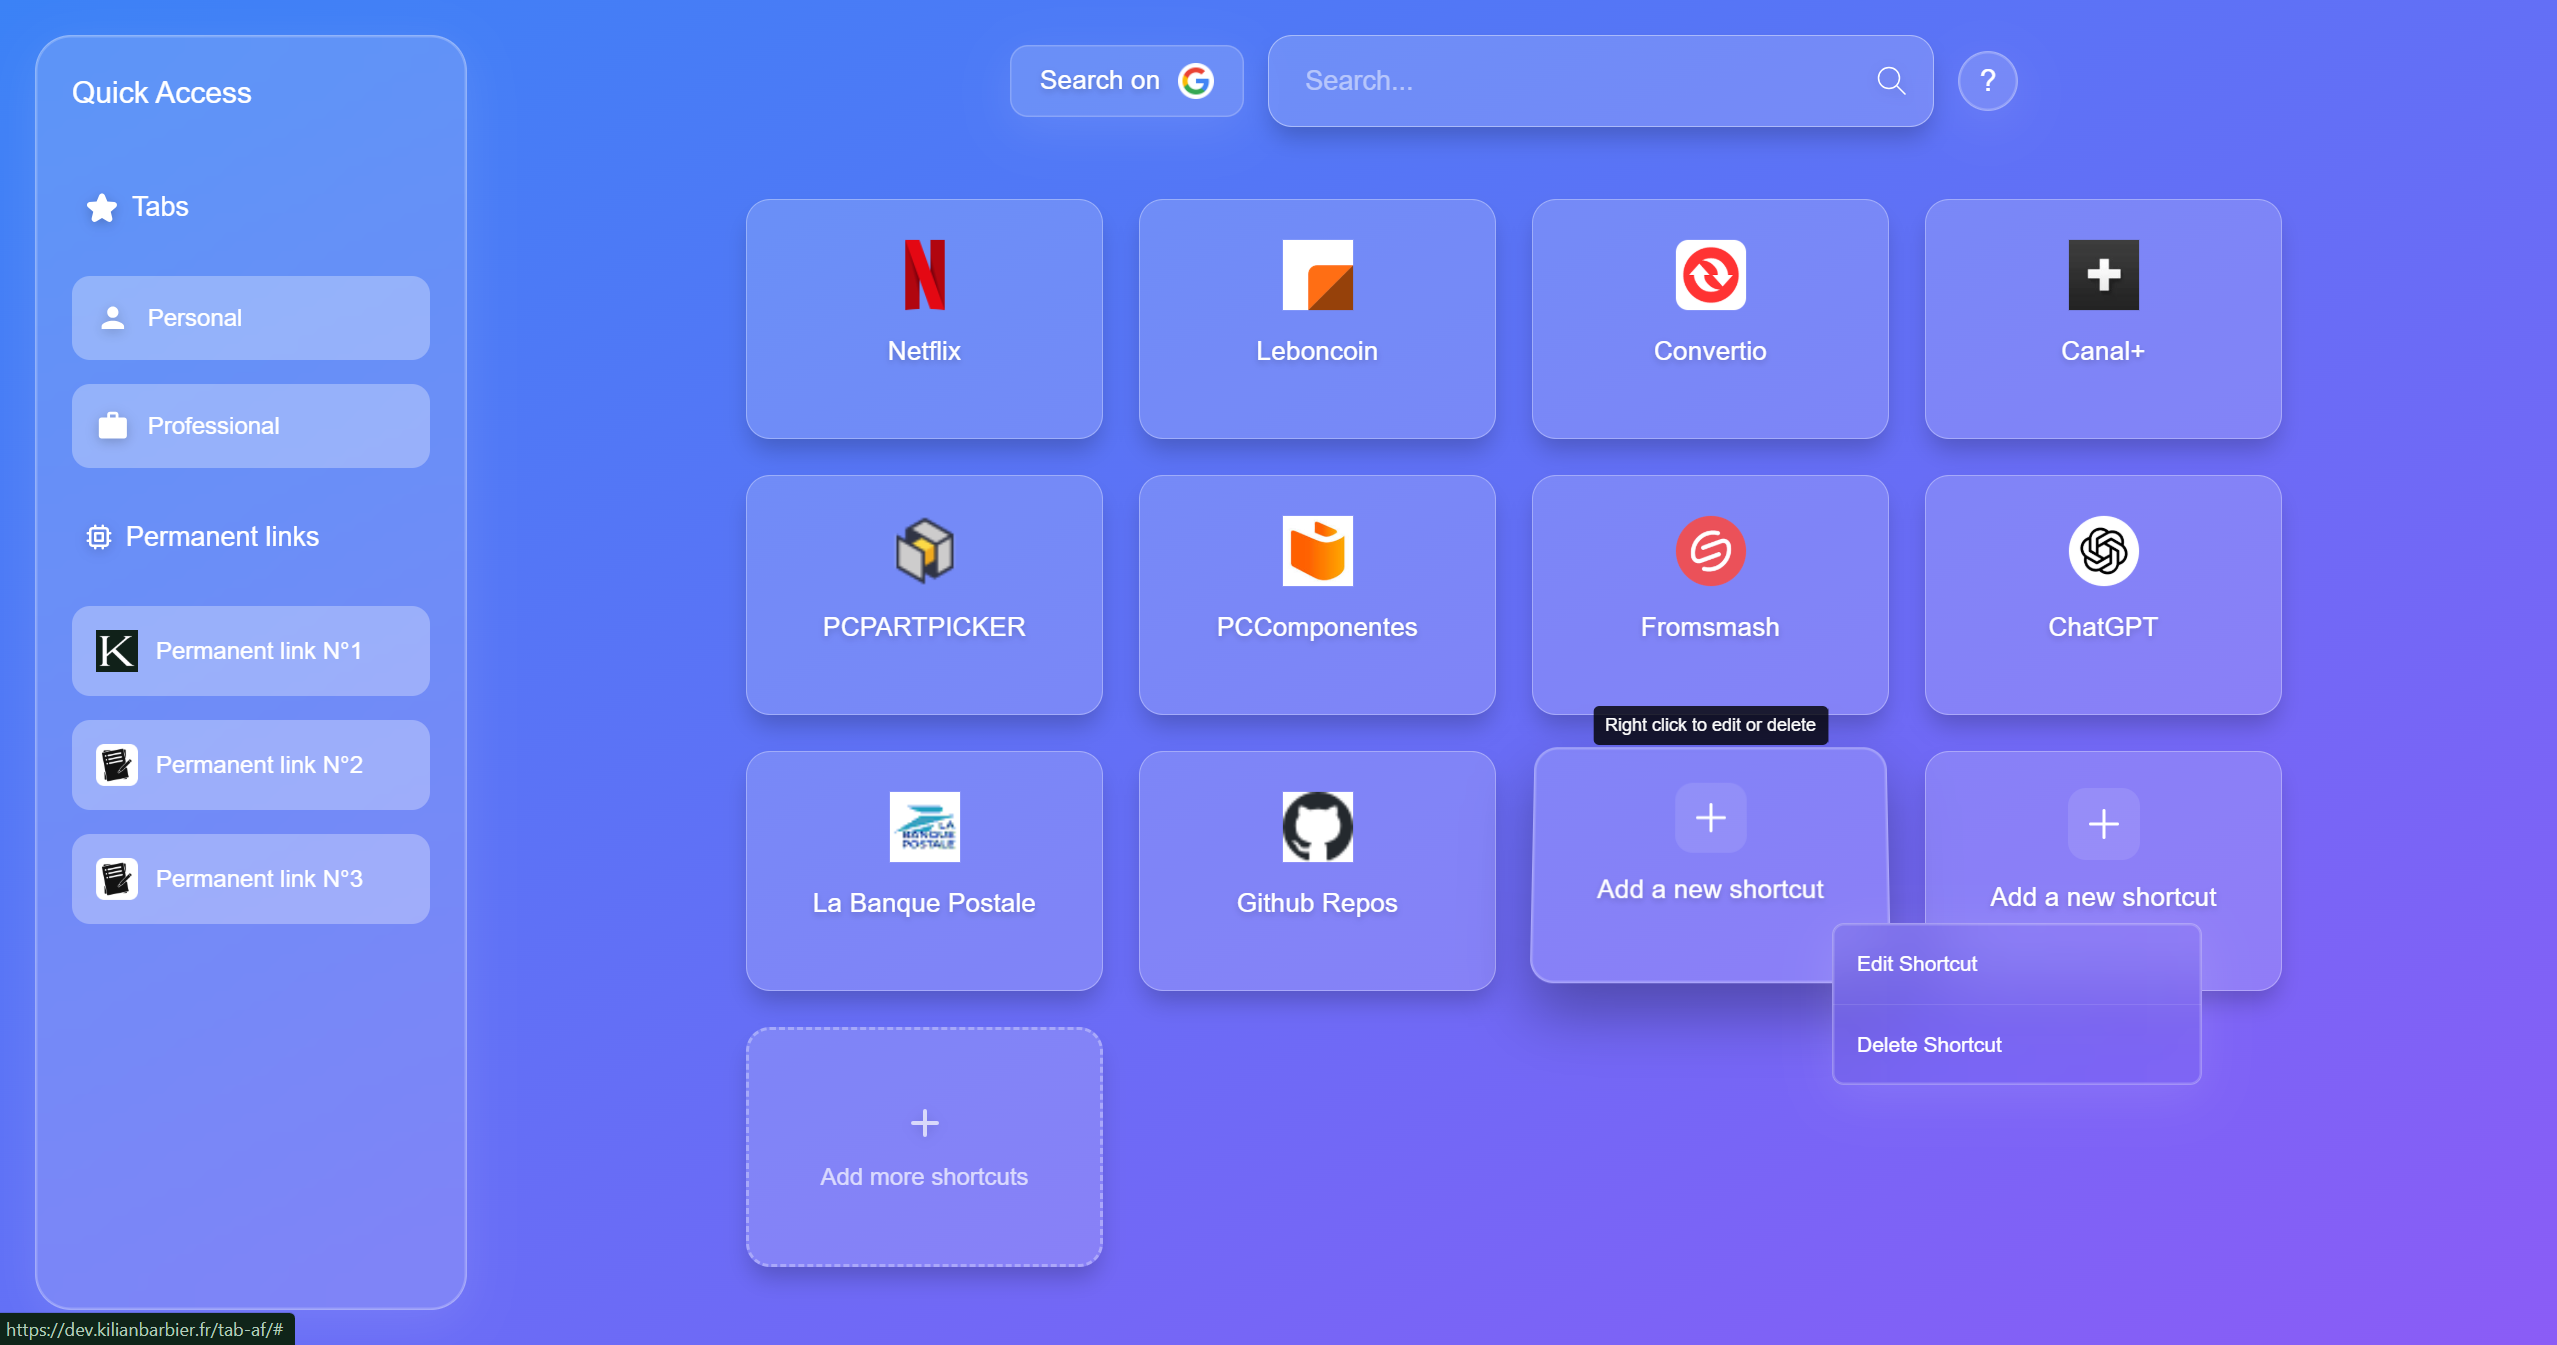 Quick Access
Search on
Search...
?
Tabs
Personal
Professional
Permanent links
K
Permanent link N°1
Permanent link N°2
Permanent link N°3
Netflix
Leboncoin
Convertio
Canal+
PCPARTPICKER
PCComponentes
Fromsmash
ChatGPT
Right click to edit or delete
LA
BANQUE
POSTALE
La Banque Postale
Github Repos
Add a new shortcut
Add a new shortcut
Edit Shortcut
Delete Shortcut
Add more shortcuts
https://dev.kilianbarbier.fr/tab-af/#